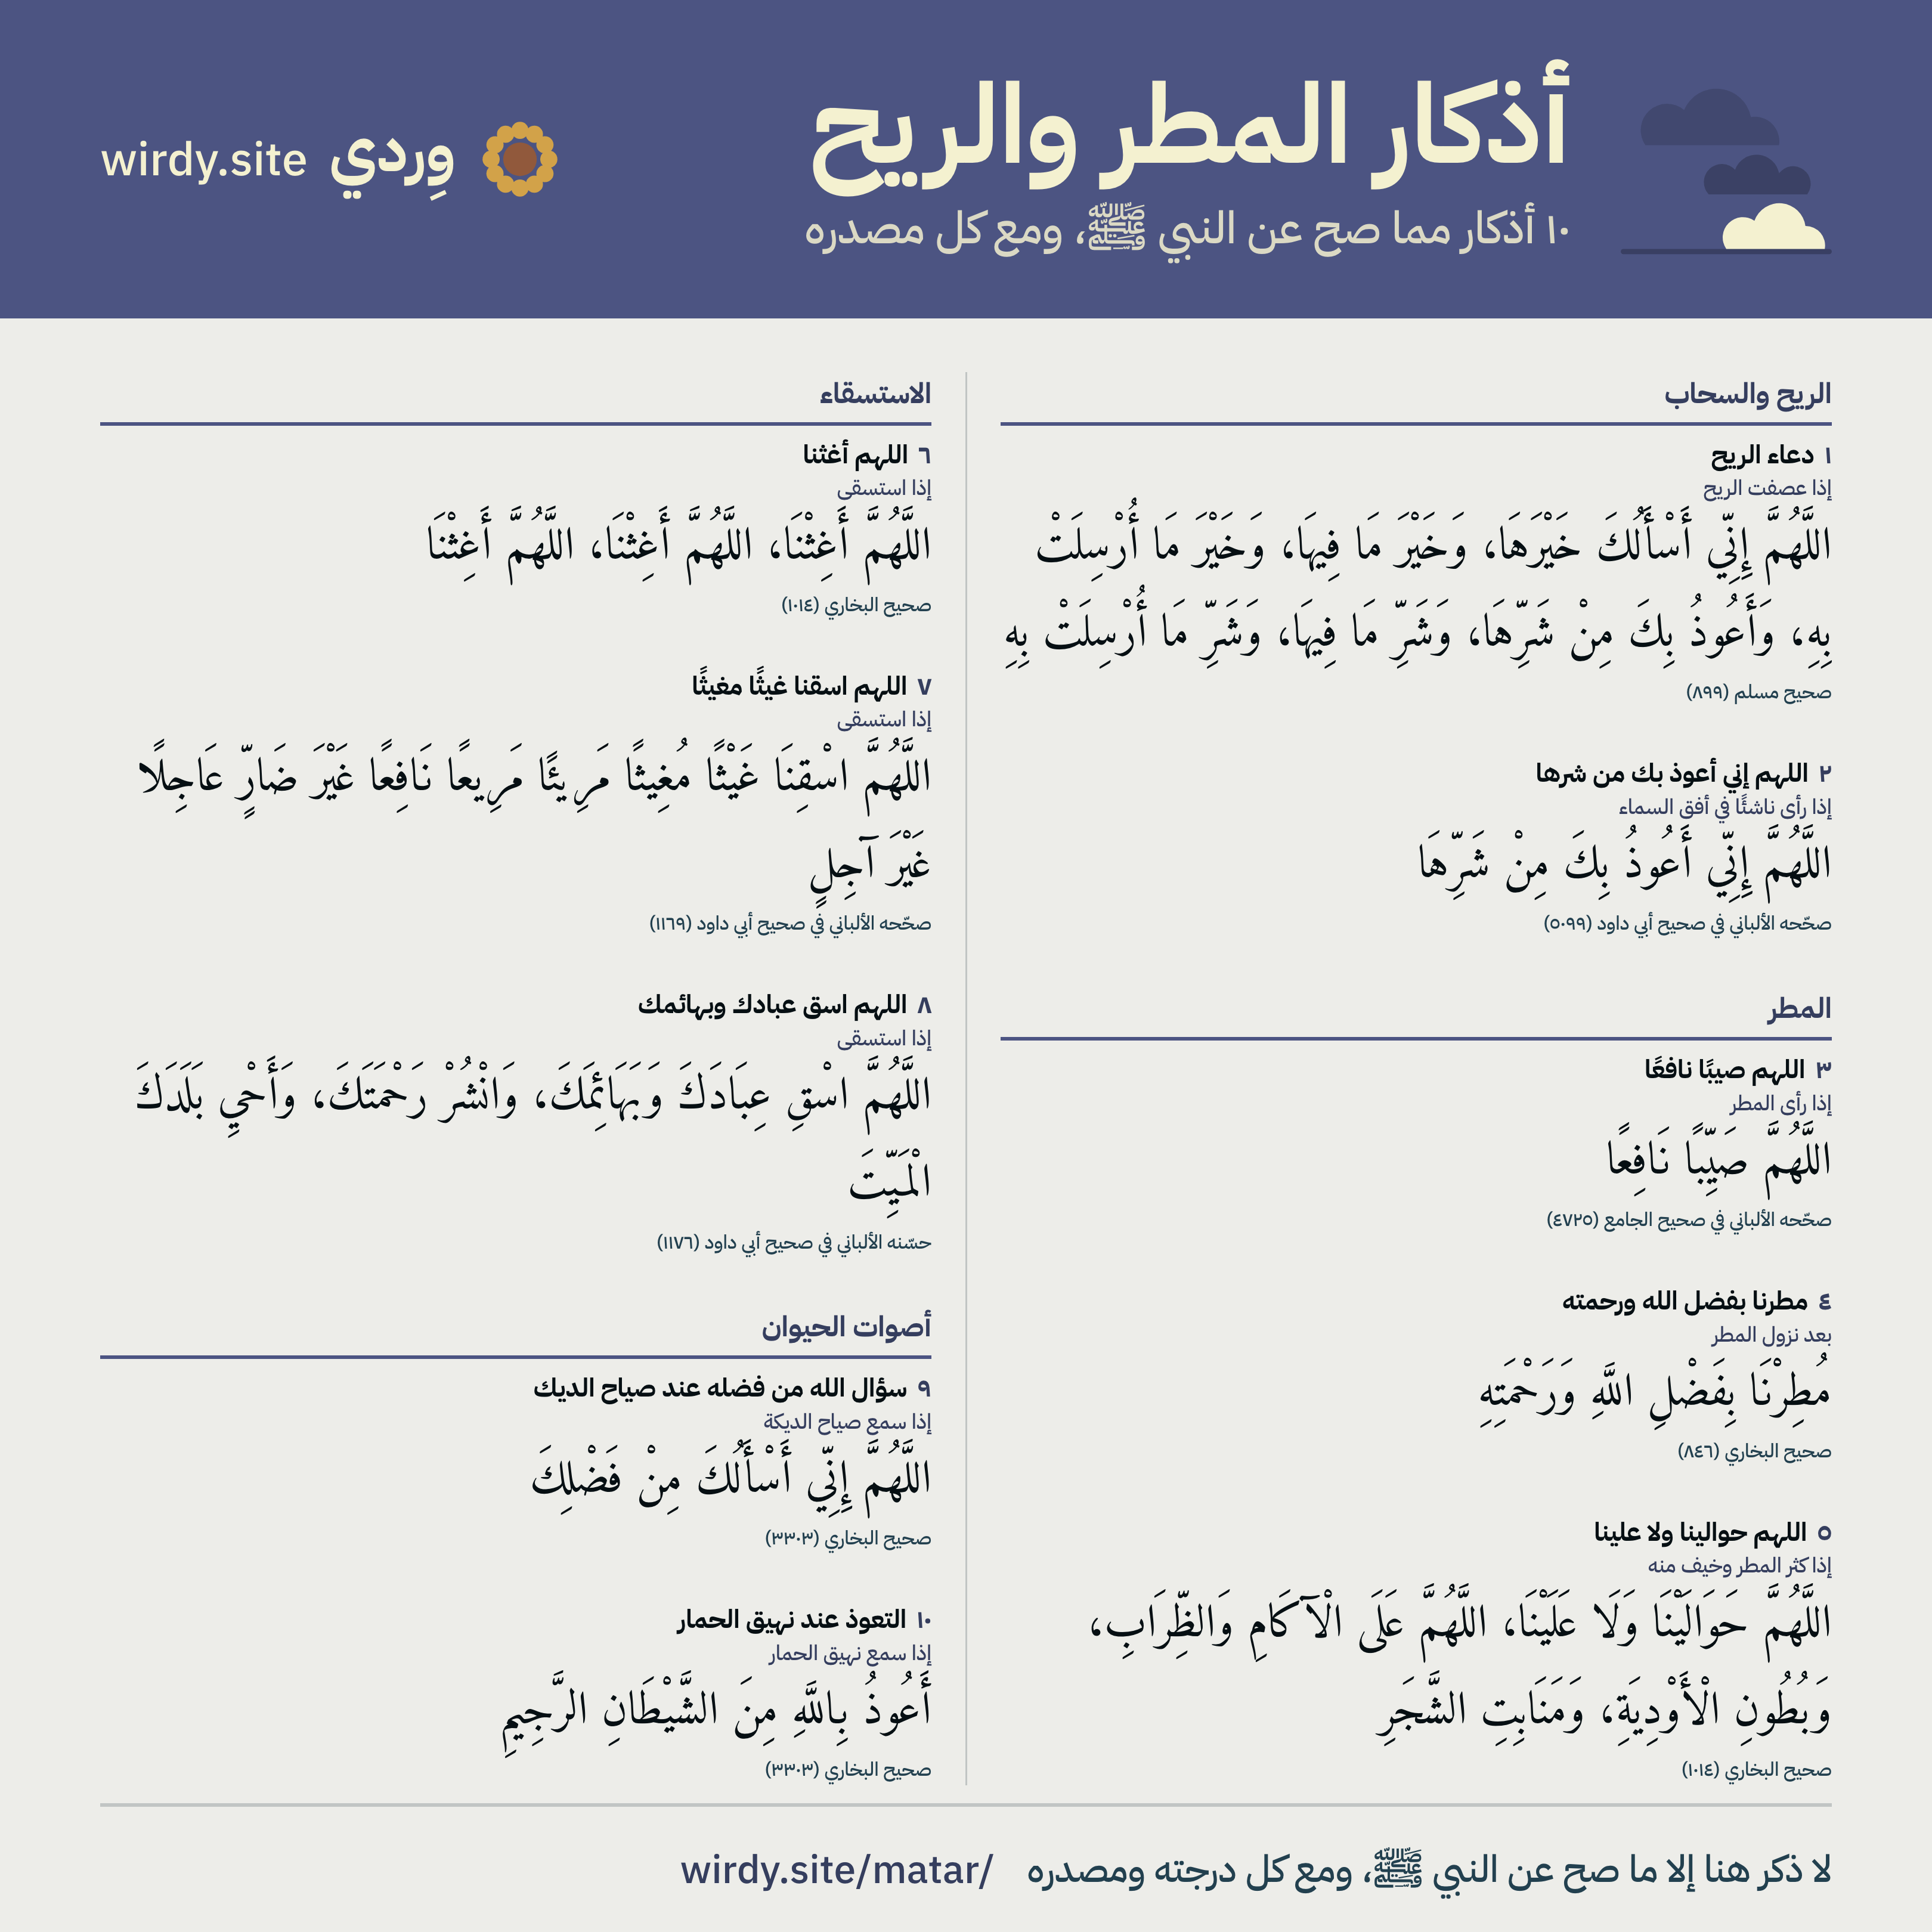 أذكار المطر والريح
١٠ أذكار مما صح عن النبي ﷺ، ومع كل مصدره
وِردي wirdy.site
الريح والسحاب
١ دعاء الريح
إذا عصفت الريح
اللَّهُمَّ إِنِّي أَسْأَلُكَ خَيْرَهَا، وَخَيْرَ مَا فِيهَا، وَخَيْرَ مَا أُرْسِلَتْ
بِهِ، وَأَعُوذُ بِكَ مِنْ شَرِّهَا، وَشَرِّ مَا فِيهَا، وَشَرِّ مَا أُرْسِلَتْ بِهِ
صحيح مسلم (٨٩٩)
٢ اللهم إني أعوذ بك من شرها
إذا رأى ناشئًا في أفق السماء
اللَّهُمَّ إِنِّي أَعُوذُ بِكَ مِنْ شَرِّهَا
صحّحه الألباني في صحيح أبي داود (٥٠٩٩)
المطر
٣ اللهم صيبًا نافعًا
إذا رأى المطر
اللَّهُمَّ صَيِّبًا نَافِعًا
صحّحه الألباني في صحيح الجامع (٤٧٢٥)
٤ مطرنا بفضل الله ورحمته
بعد نزول المطر
مُطِرْنَا بِفَضْلِ اللَّهِ وَرَحْمَتِهِ
صحيح البخاري (٨٤٦)
٥ اللهم حوالينا ولا علينا
إذا كثر المطر وخيف منه
اللَّهُمَّ حَوَالَيْنَا وَلَا عَلَيْنَا، اللَّهُمَّ عَلَى الْآكَامِ وَالظِّرَابِ،
وَبُطُونِ الْأَوْدِيَةِ، وَمَنَابِتِ الشَّجَرِ
صحيح البخاري (١٠١٤)
الاستسقاء
٦ اللهم أغثنا
إذا استسقى
اللَّهُمَّ أَغِثْنَا، اللَّهُمَّ أَغِثْنَا، اللَّهُمَّ أَغِثْنَا
صحيح البخاري (١٠١٤)
٧ اللهم اسقنا غيثًا مغيثًا
إذا استسقى
اللَّهُمَّ اسْقِنَا غَيْثًا مُغِيثًا مَرِيئًا مَرِيعًا نَافِعًا غَيْرَ ضَارٍّ عَاجِلًا
غَيْرَ آجِلٍ
صحّحه الألباني في صحيح أبي داود (١١٦٩)
٨ اللهم اسق عبادك وبهائمك
إذا استسقى
اللَّهُمَّ اسْقِ عِبَادَكَ وَبَهَائِمَكَ، وَانْشُرْ رَحْمَتَكَ، وَأَحْيِ بَلَدَكَ
الْمَيِّتَ
حسّنه الألباني في صحيح أبي داود (١١٧٦)
أصوات الحيوان
٩ سؤال الله من فضله عند صياح الديك
إذا سمع صياح الديكة
اللَّهُمَّ إِنِّي أَسْأَلُكَ مِنْ فَضْلِكَ
صحيح البخاري (٣٣٠٣)
١٠ التعوذ عند نهيق الحمار
إذا سمع نهيق الحمار
أَعُوذُ بِاللَّهِ مِنَ الشَّيْطَانِ الرَّجِيمِ
صحيح البخاري (٣٣٠٣)
لا ذكر هنا إلا ما صح عن النبي ﷺ، ومع كل درجته ومصدره wirdy.site/matar/